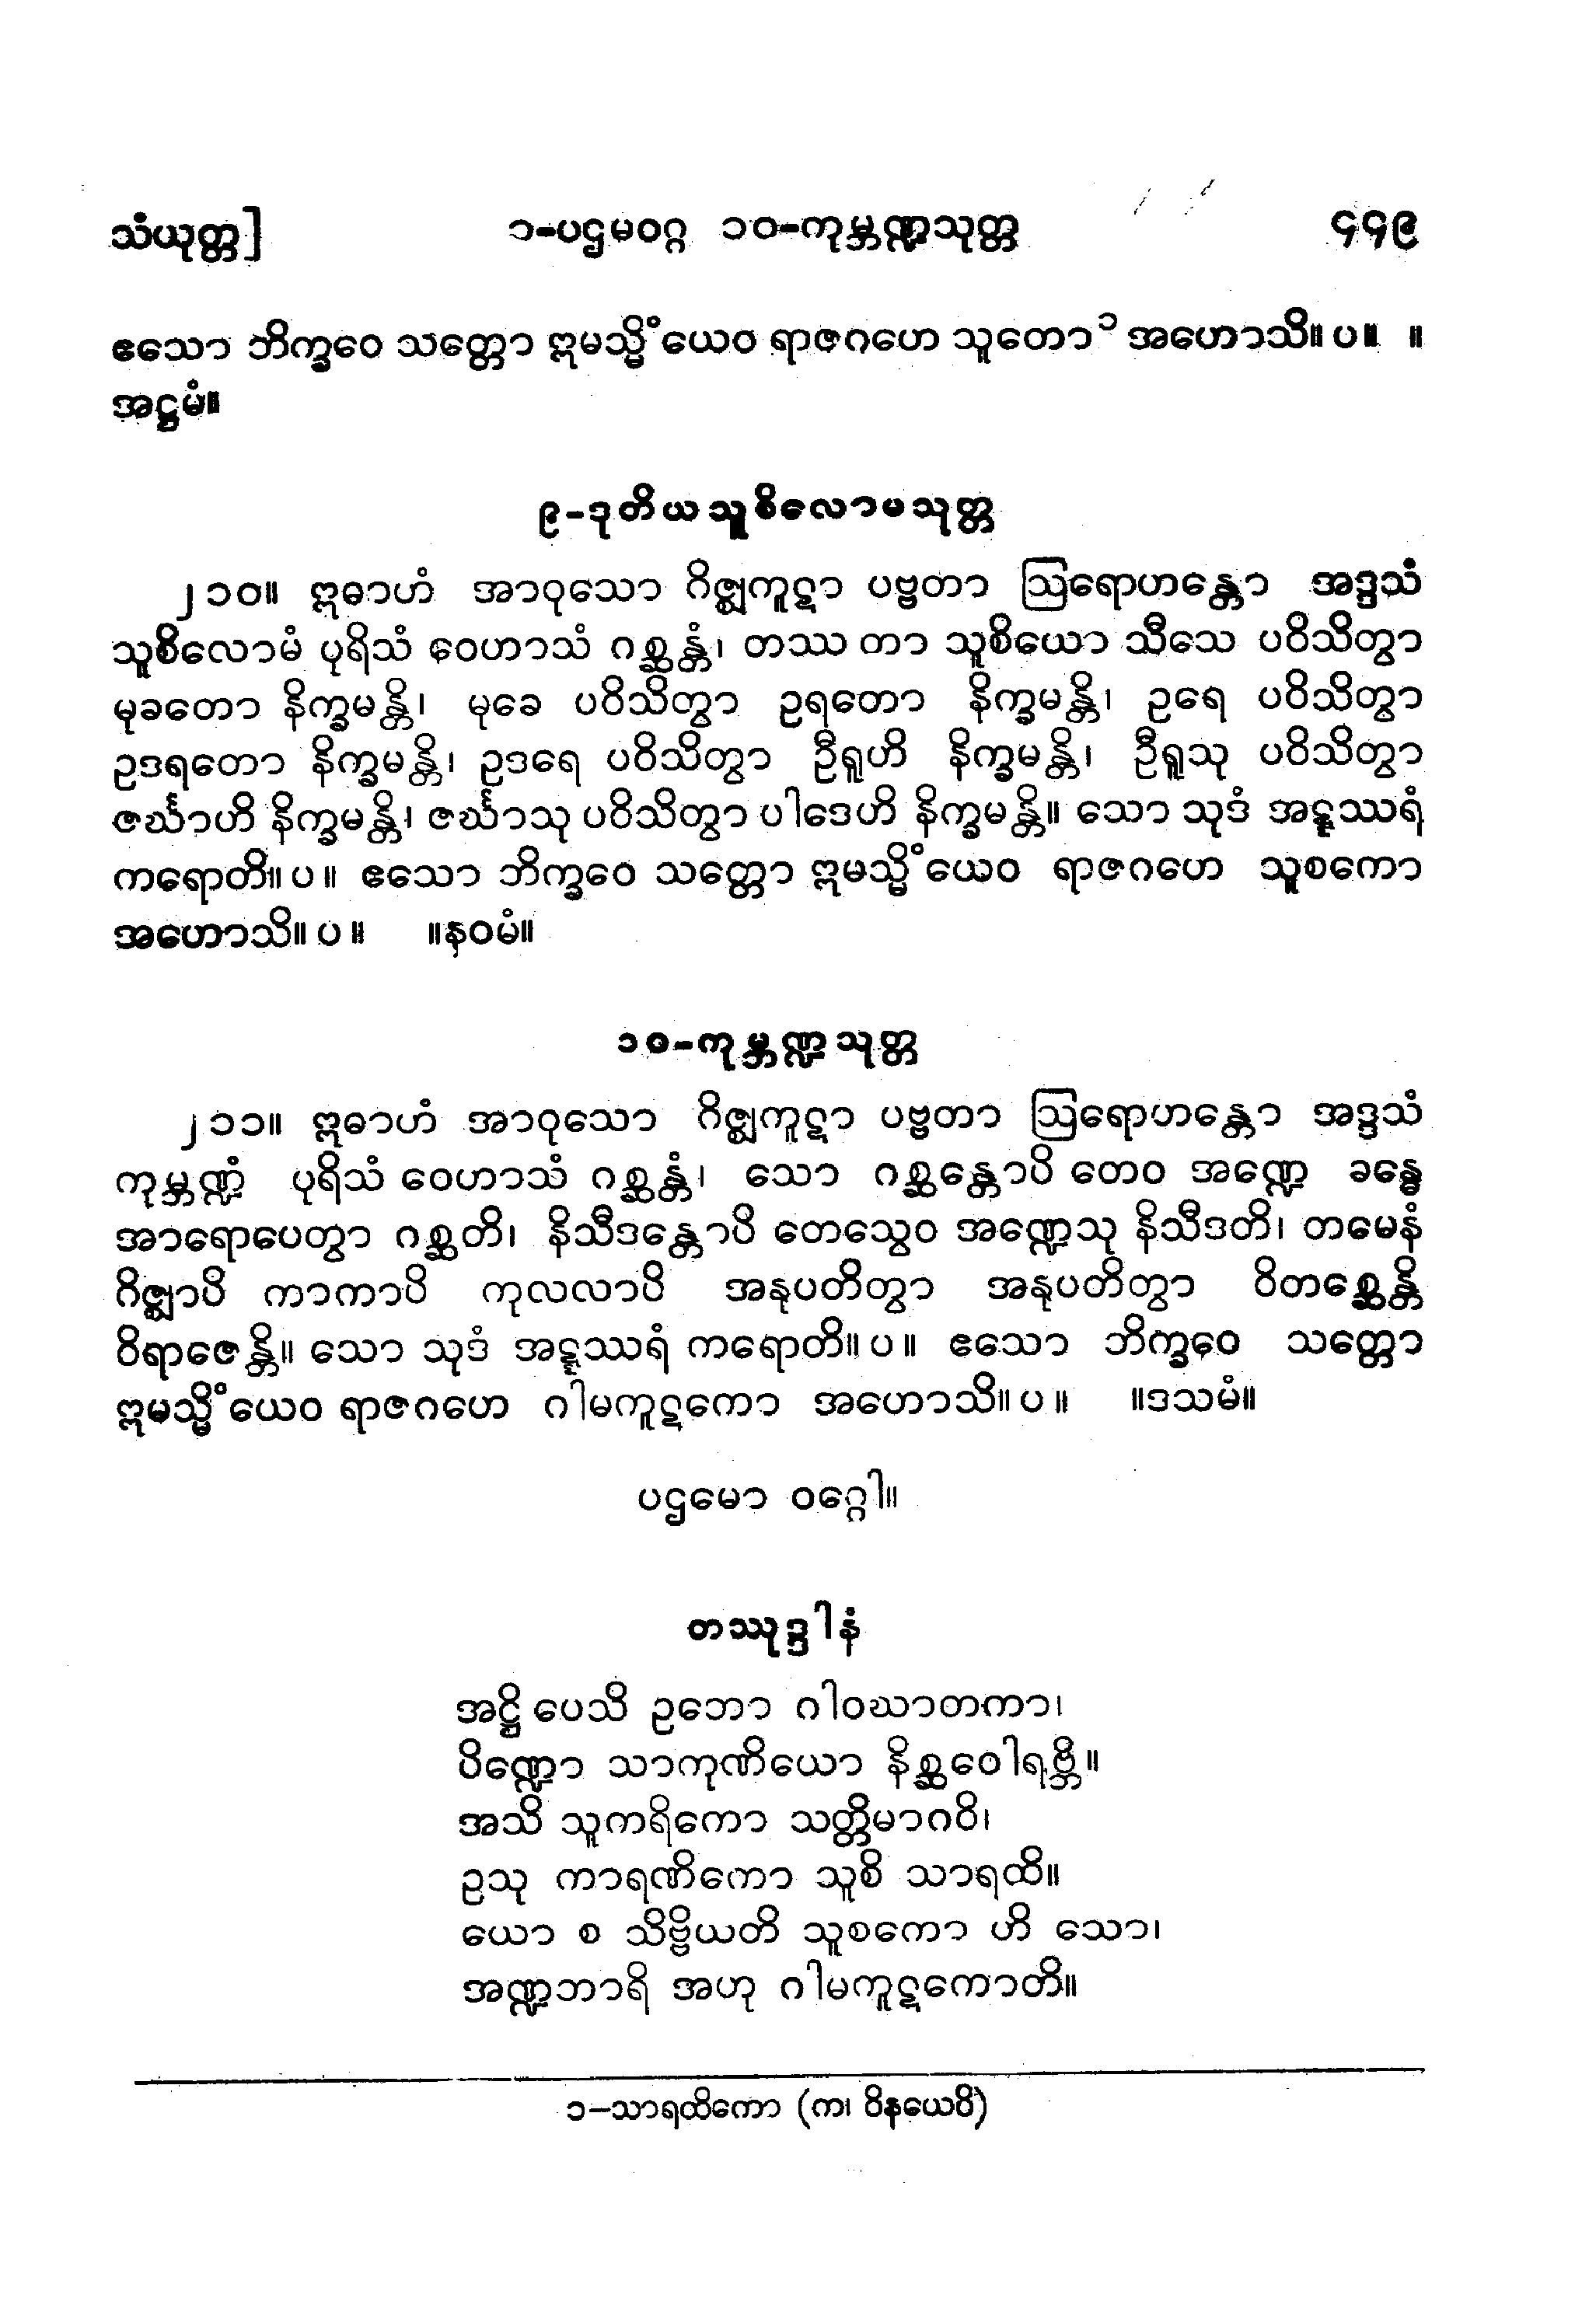 သံယုတ္တ]  ၁-ပဌမဝဂ္ဂ ၁၀-ကုမ္ဘဏ္ဍသုတ္တ  ၄၄၉
ဧသော ဘိက္ခဝေ သတ္တော ဣမသ္မိံယေဝ ရာဇဂဟေ သူတော ၁ အဟောသိ။ ပ။ ။
အဋ္ဌမံ။
၉-ဒုတိယသူစိလောမသုတ္တ
၂၁၀။ ဣဓာဟံ အာဝုသော ဂိဇ္ဈကူဋာ ပဗ္ဗတာ ဩရောဟန္တော အဒ္ဒသံ
သူစိလောမံ ပုရိသံ ဝေဟာသံ ဂစ္ဆန္တံ၊ တဿ တာ သူစိယော သီသေ ပဝိသိတွာ
မုခတော နိက္ခမန္တိ၊ မုခေ ပဝိသိတွာ ဥရတော နိက္ခမန္တိ၊ ဥရေ ပဝိသိတွာ
ဥဒရတော နိက္ခမန္တိ၊ ဥဒရေ ပဝိသိတွာ ဦရူဟိ နိက္ခမန္တိ၊ ဦရူသု ပဝိသိတွာ
ဇင်္ဃာဟိ နိက္ခမန္တိ၊ ဇင်္ဃာသု ပဝိသိတွာ ပါဒေဟိ နိက္ခမန္တိ။ သော သုဒံ အဋ္ဋဿရံ
ကရောတိ။ ပ။ ဧသော ဘိက္ခဝေ သတ္တော ဣမသ္မိံယေဝ ရာဇဂဟေ သူစကော
အဟောသိ။ ပ။ ။နဝမံ။
၁၀-ကုမ္ဘဏ္ဍသုတ္တ
၂၁၁။ ဣဓာဟံ အာဝုသော ဂိဇ္ဈကူဋာ ပဗ္ဗတာ ဩရောဟန္တော အဒ္ဒသံ
ကုမ္ဘဏ္ဍံ ပုရိသံ ဝေဟာသံ ဂစ္ဆန္တံ၊ သော ဂစ္ဆန္တောပိ တေဝ အဏ္ဍေ ခန္ဓေ
အာရောပေတွာ ဂစ္ဆတိ၊ နိသီဒန္တောပိ တေသွေဝ အဏ္ဍေသု နိသီဒတိ၊ တမေနံ
ဂိဇ္ဈာပိ ကာကာပိ ကုလလာပိ အနုပတိတွာ အနုပတိတွာ ဝိတစ္ဆေန္တိ
ဝိရာဇေန္တိ။ သော သုဒံ အဋ္ဋဿရံ ကရောတိ။ ပ။ ဧသော ဘိက္ခဝေ သတ္တော
ဣမသ္မိံယေဝ ရာဇဂဟေ ဂါမကူဋကော အဟောသိ။ ပ။ ။ဒသမံ။
ပဌမော ဝဂ္ဂေါ။
တဿုဒ္ဒါနံ
အဋ္ဌိ ပေသိ ဥဘော ဂါဝဃာတကာ၊
ပိဏ္ဍော သာကုဏိယော နိစ္ဆဝေါရဗ္ဘိ။
အသိ သူကရိကော သတ္တိမာဂဝိ၊
ဥသု ကာရဏိကော သူစိ သာရထိ။
ယော စ သိဗ္ဗိယတိ သူစကော ဟိ သော၊
အဏ္ဍဘာရိ အဟု ဂါမကူဋကောတိ။
၁–သာရထိကော (က၊ ဝိနယေပိ)